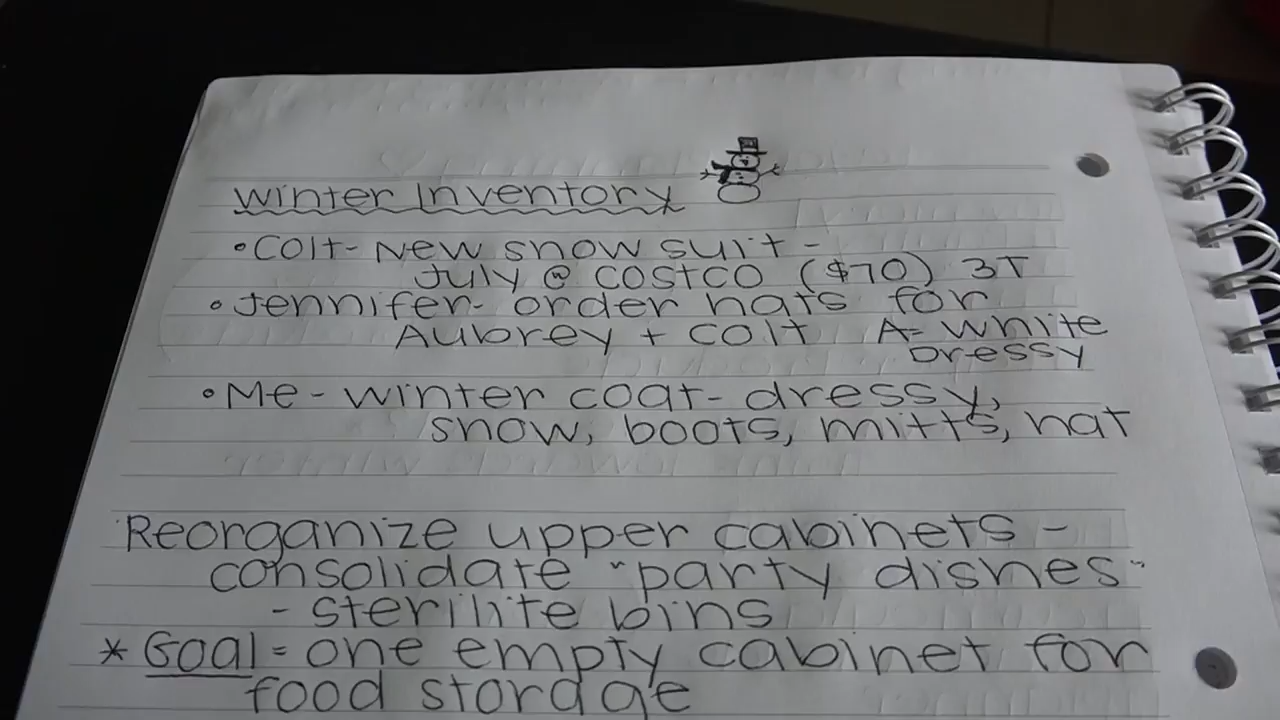 Winter Inventory
• Colt- New snow suit -
July @ Costco ($70) 3T
• Jennifer- order hats for
Aubrey + Colt A= white
Dressy
• Me - winter coat - dressy,
snow, boots, mitts, hat
Reorganize upper cabinets -
consolidate "party dishes"
- sterilite bins
* Goal = one empty cabinet for
food storage